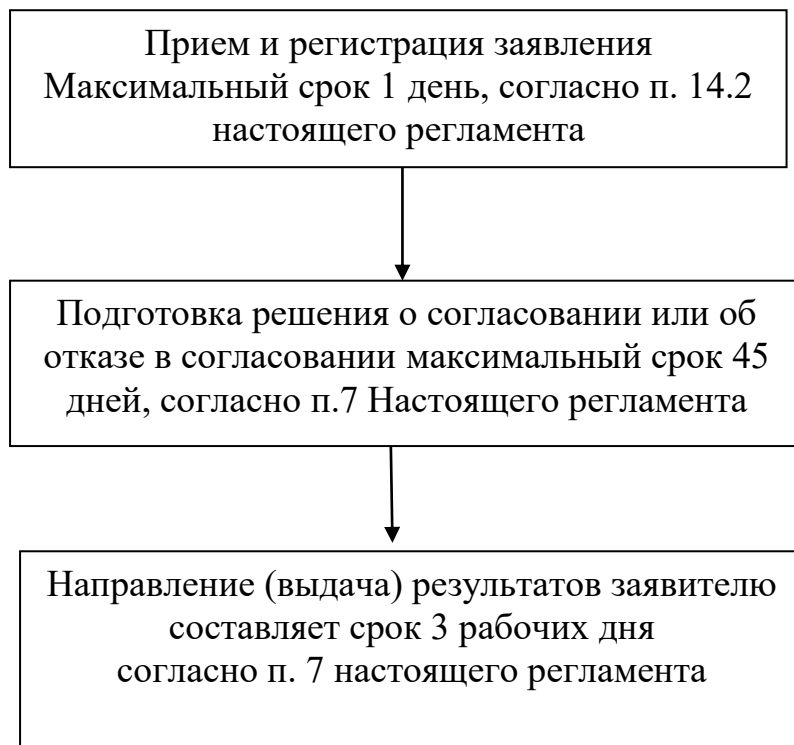 Прием и регистрация заявления
Максимальный срок 1 день, согласно п. 14.2
настоящего регламента
Подготовка решения о согласовании или об
отказе в согласовании максимальный срок 45
дней, согласно п.7 Настоящего регламента
Направление (выдача) результатов заявителю
составляет срок 3 рабочих дня
согласно п. 7 настоящего регламента